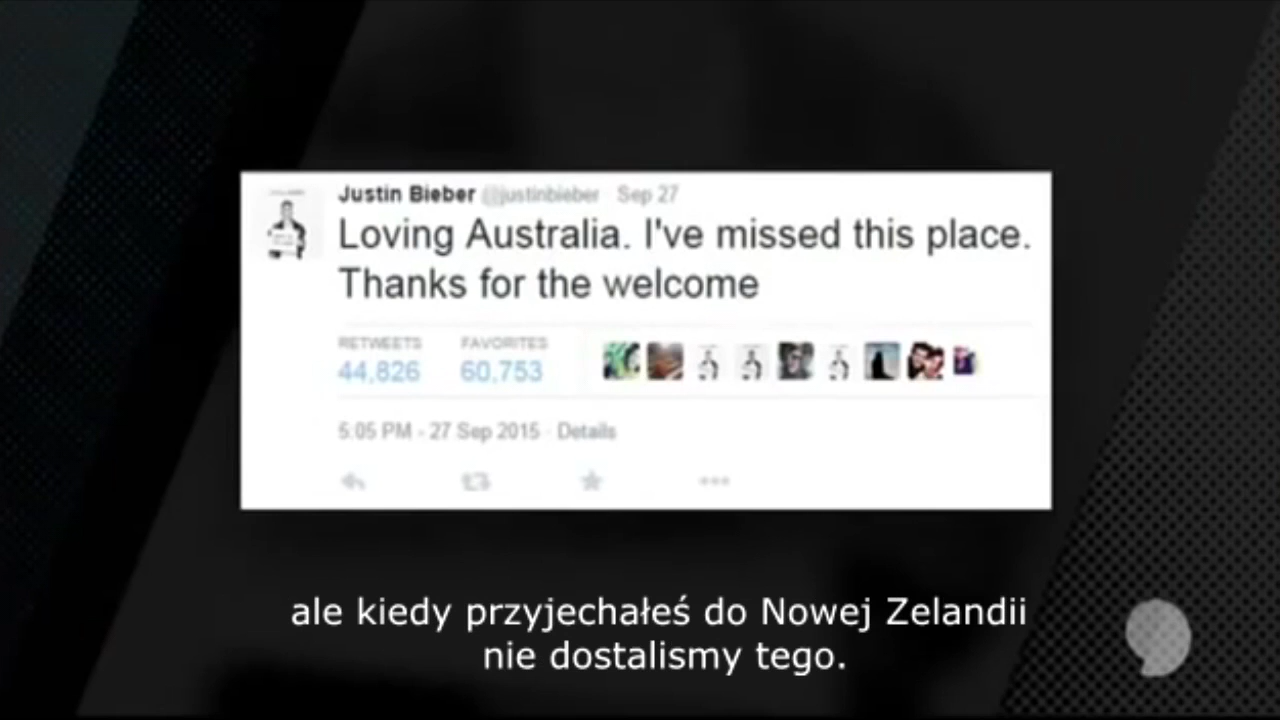 Justin Bieber @justinbieber · Sep 27
Loving Australia. I've missed this place.
Thanks for the welcome
RETWEETS FAVORITES
44,826 60,753
5:05 PM - 27 Sep 2015 · Details
ale kiedy przyjechałeś do Nowej Zelandii
nie dostalismy tego.